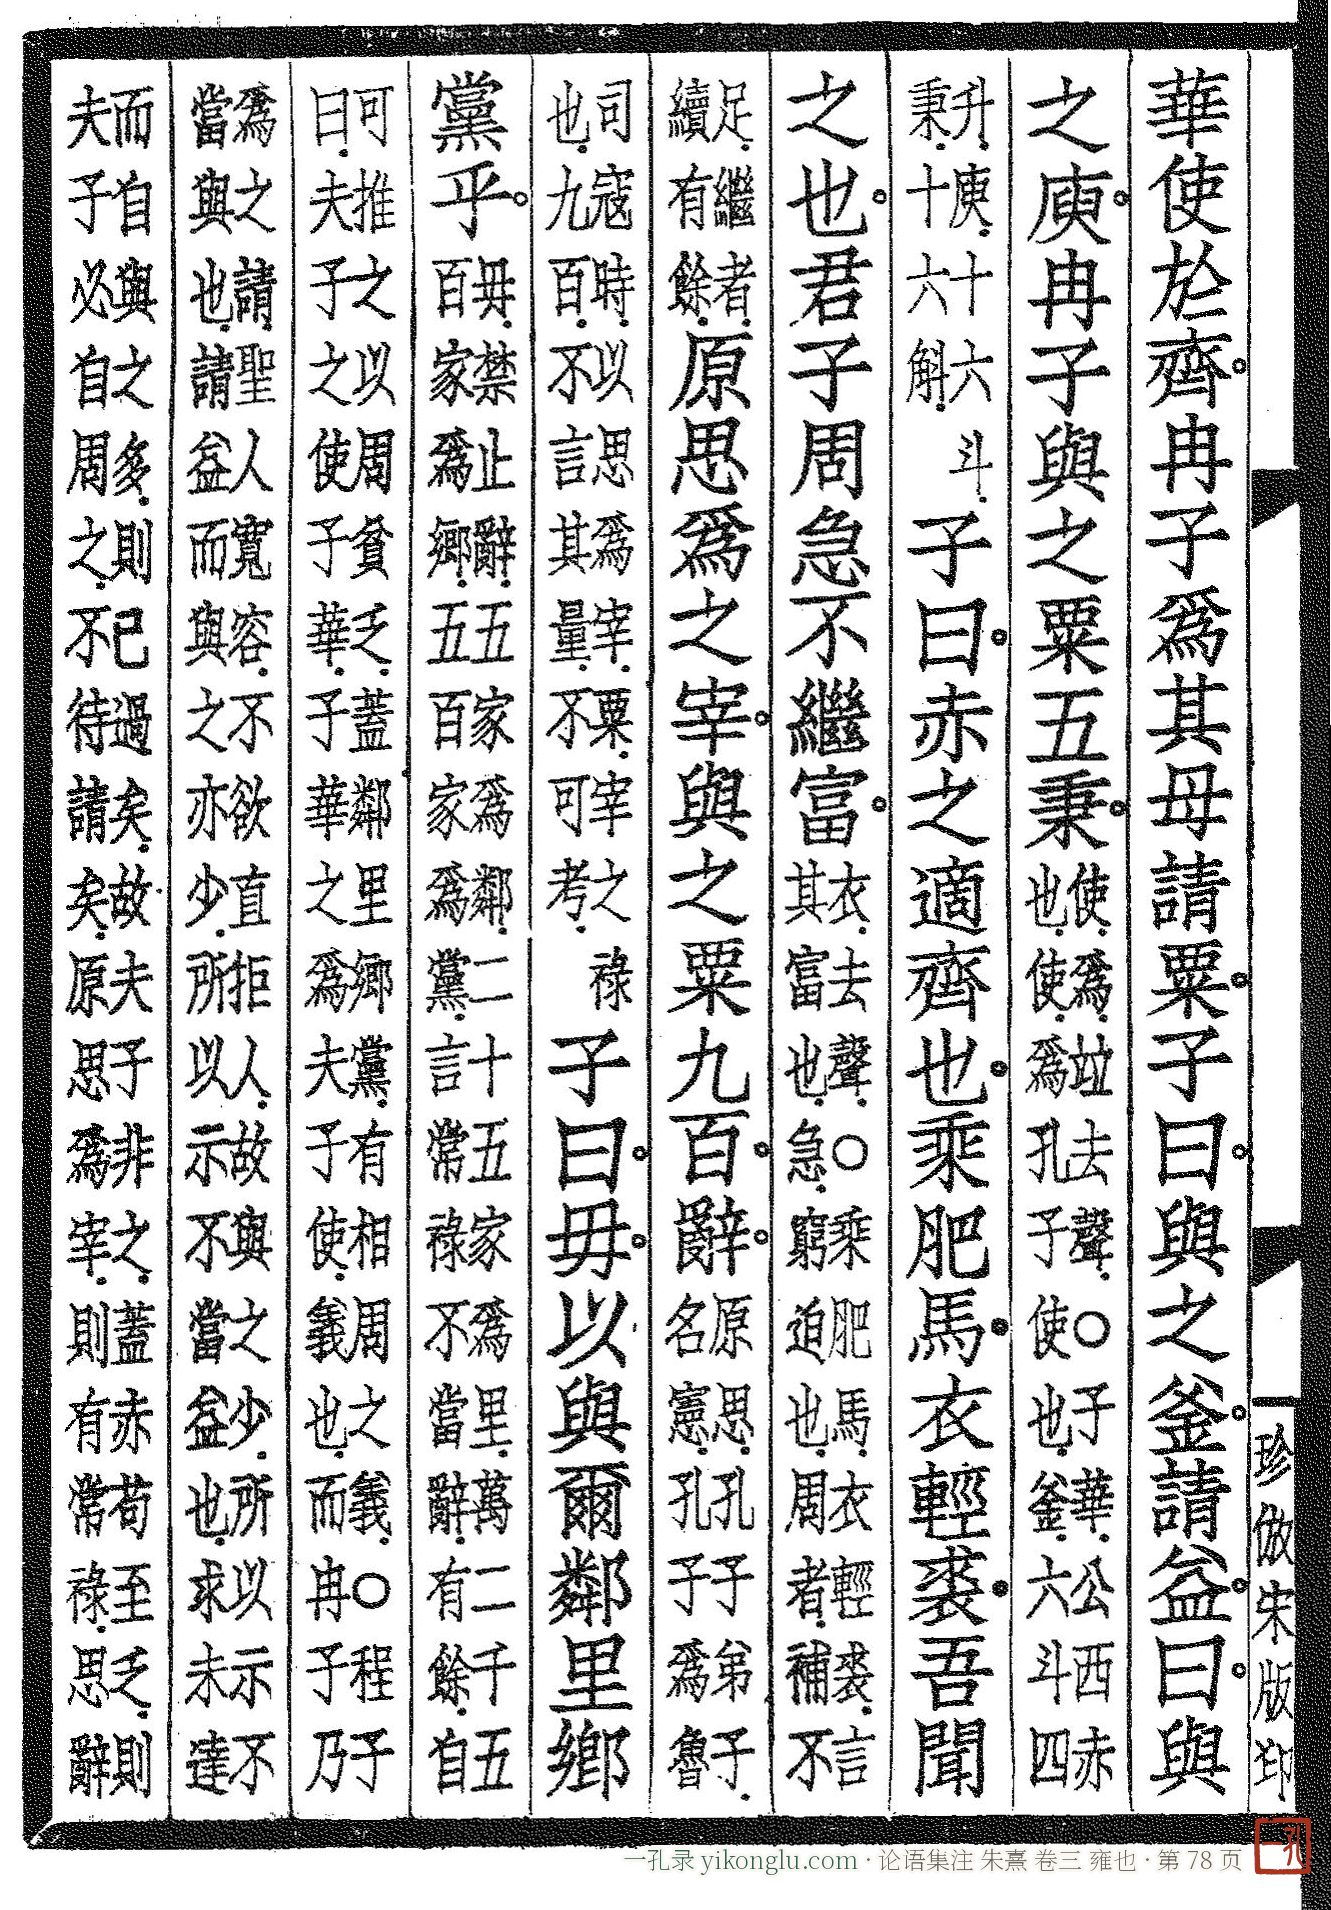 華使於齊冉子爲其母請粟子曰與之釜請益曰與
之庾冉子與之粟五秉
使爲竝去聲○子華公西赤
也使爲孔子使也釜六斗四
升庾十六斗
秉十六斛
子曰赤之適齊也乘肥馬衣輕裘吾聞
之也君子周急不繼富
衣去聲○乘肥馬衣輕裘言
其富也急窮迫也周者補不
足繼者
續有餘
原思爲之宰與之粟九百辭
原思孔子弟子
名憲孔子爲魯
司寇時以思爲宰粟宰之祿
也九百不言其量不可考
子曰毋以與爾鄰里鄉
黨乎
毋禁止辭五家爲鄰二十五家爲里萬二千五
百家爲鄉五百家爲黨言常祿不當辭有餘自
可推之以周貧乏蓋鄰里鄉黨有相周之義○程子
曰夫子之使子華子華之爲夫子使義也而冉子乃
爲之請聖人寬容不欲直拒人故與之少所以示不
當與也請益而與之亦少所以示不當益也求未達
而自與之多則已過矣故夫子非之蓋赤苟至乏則
夫子必自周之不待請矣原思爲宰則有常祿思辭
珍倣宋版印
一孔录 yikonglu.com · 论语集注 朱熹 卷三 雍也 · 第 78 页
一孔